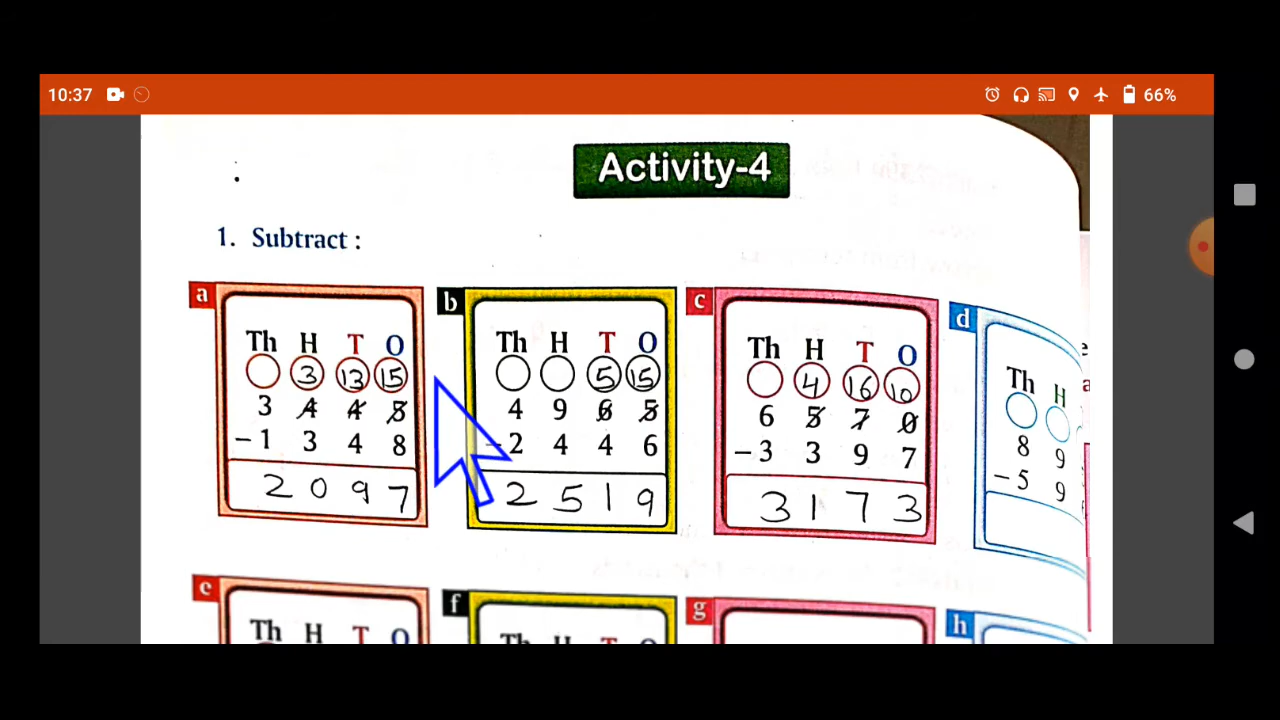 10:37 66%
Activity-4
1. Subtract :
a b c d
Th H T O
3 13 15
3 4 4 5
-1 3 4 8
2 0 9 7
Th H T O
5 15
4 9 6 5
-2 4 4 6
2 5 1 9
Th H T O
4 16 10
6 5 7 0
-3 3 9 7
3 1 7 3
Th H
8 9
-5 9
e f g h
Th H T O
Th H T O